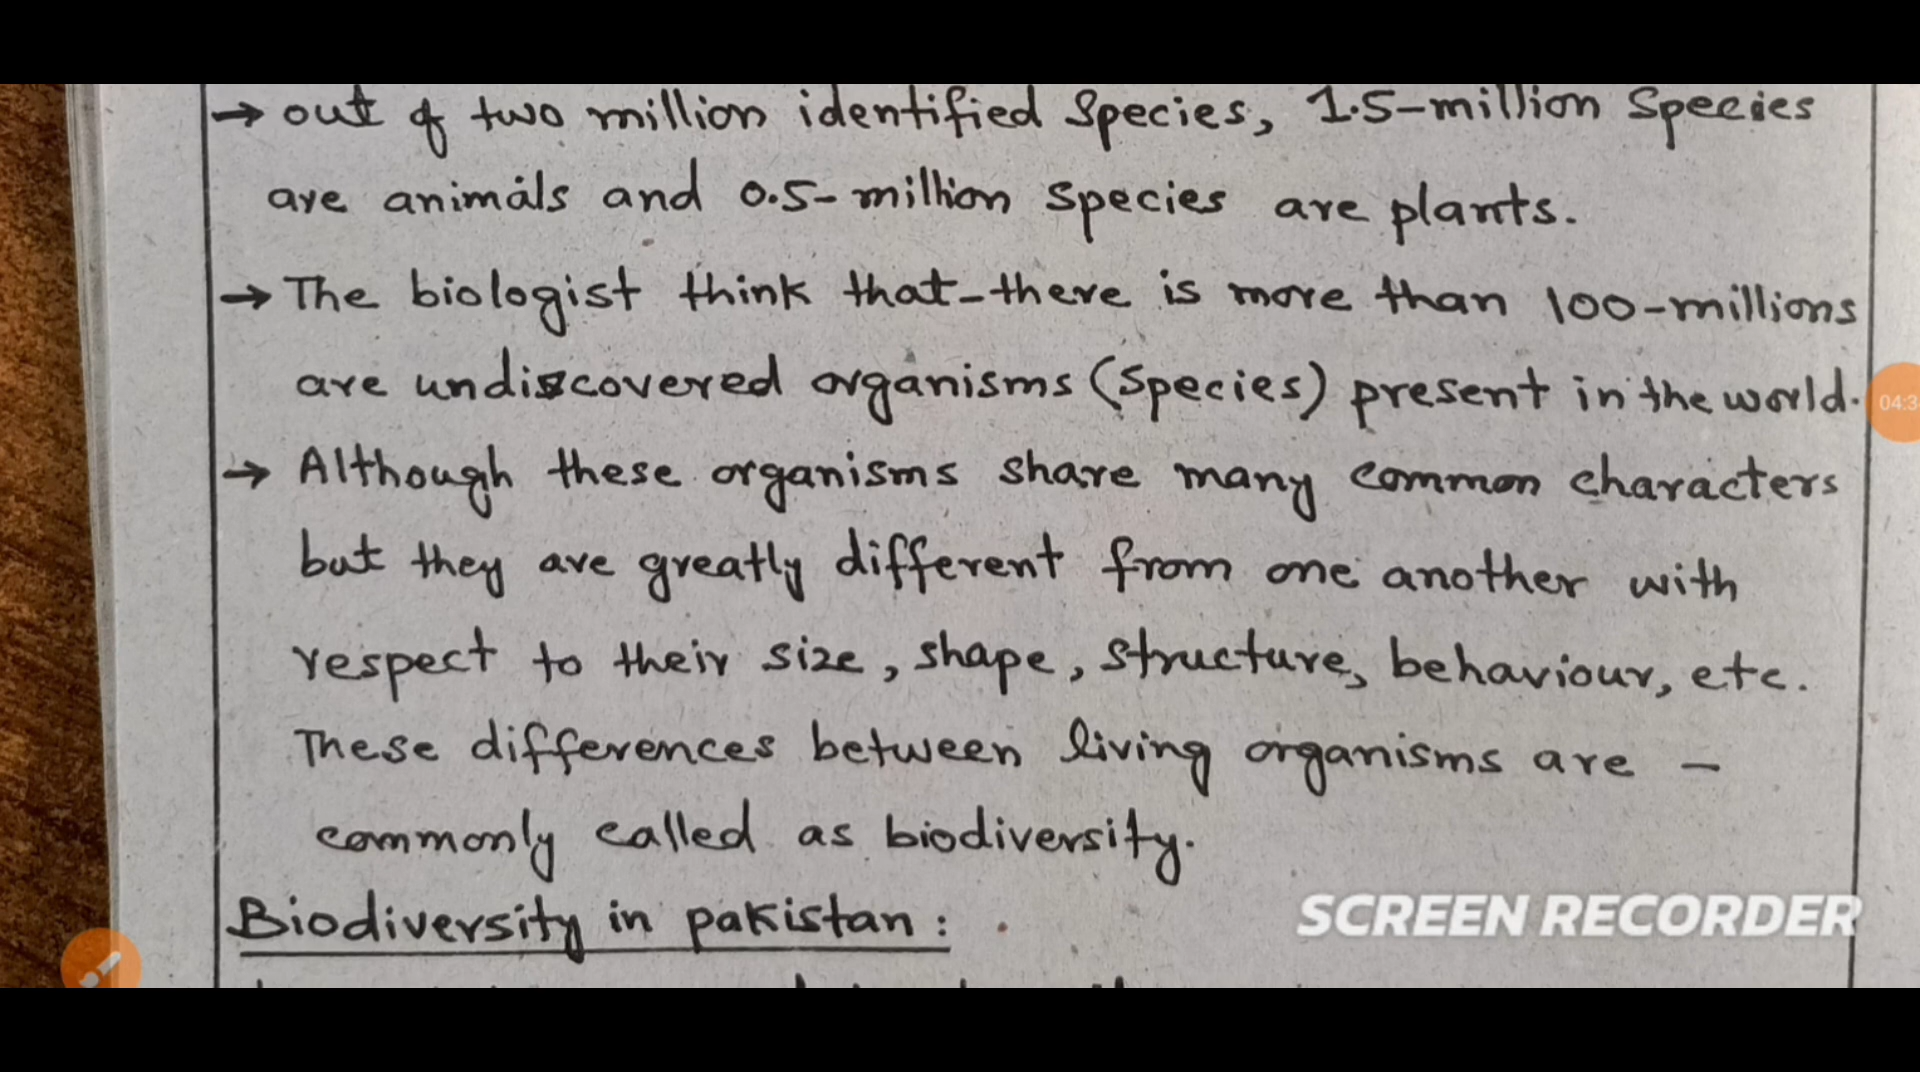 → out of two million identified species, 1.5-million species
are animals and 0.5-million species are plants.
→ The biologist think that-there is more than 100-millions
are undiscovered organisms (species) present in the world.
04:3
→ Although these organisms share many common characters
but they are greatly different from one another with
respect to their size, shape, structure, behaviour, etc.
These differences between living organisms are -
commonly called as biodiversity.
Biodiversity in pakistan:
SCREEN RECORDER